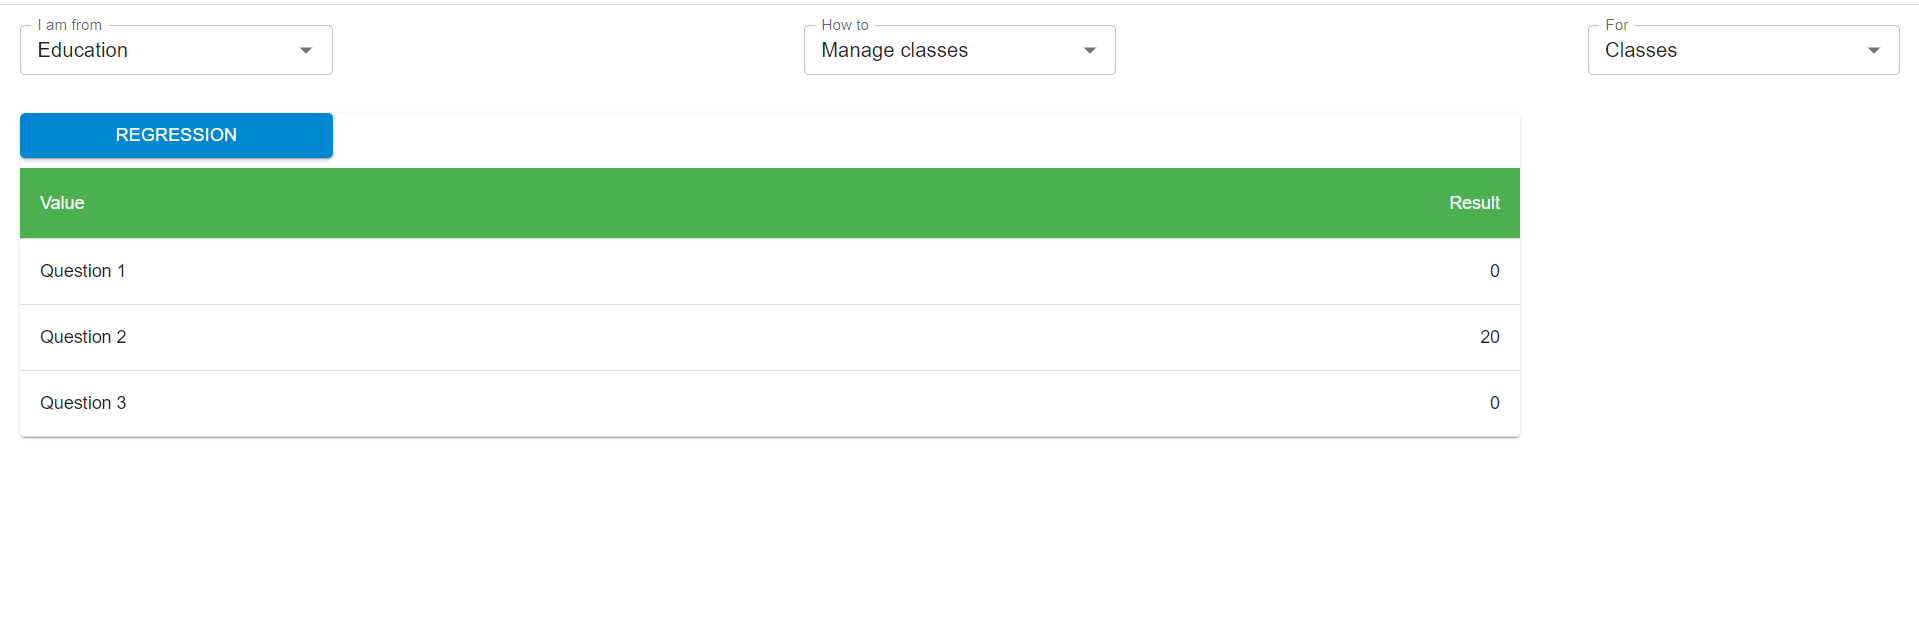 I am from
Education
How to
Manage classes
For
Classes
REGRESSION
Value Result
Question 1 0
Question 2 20
Question 3 0